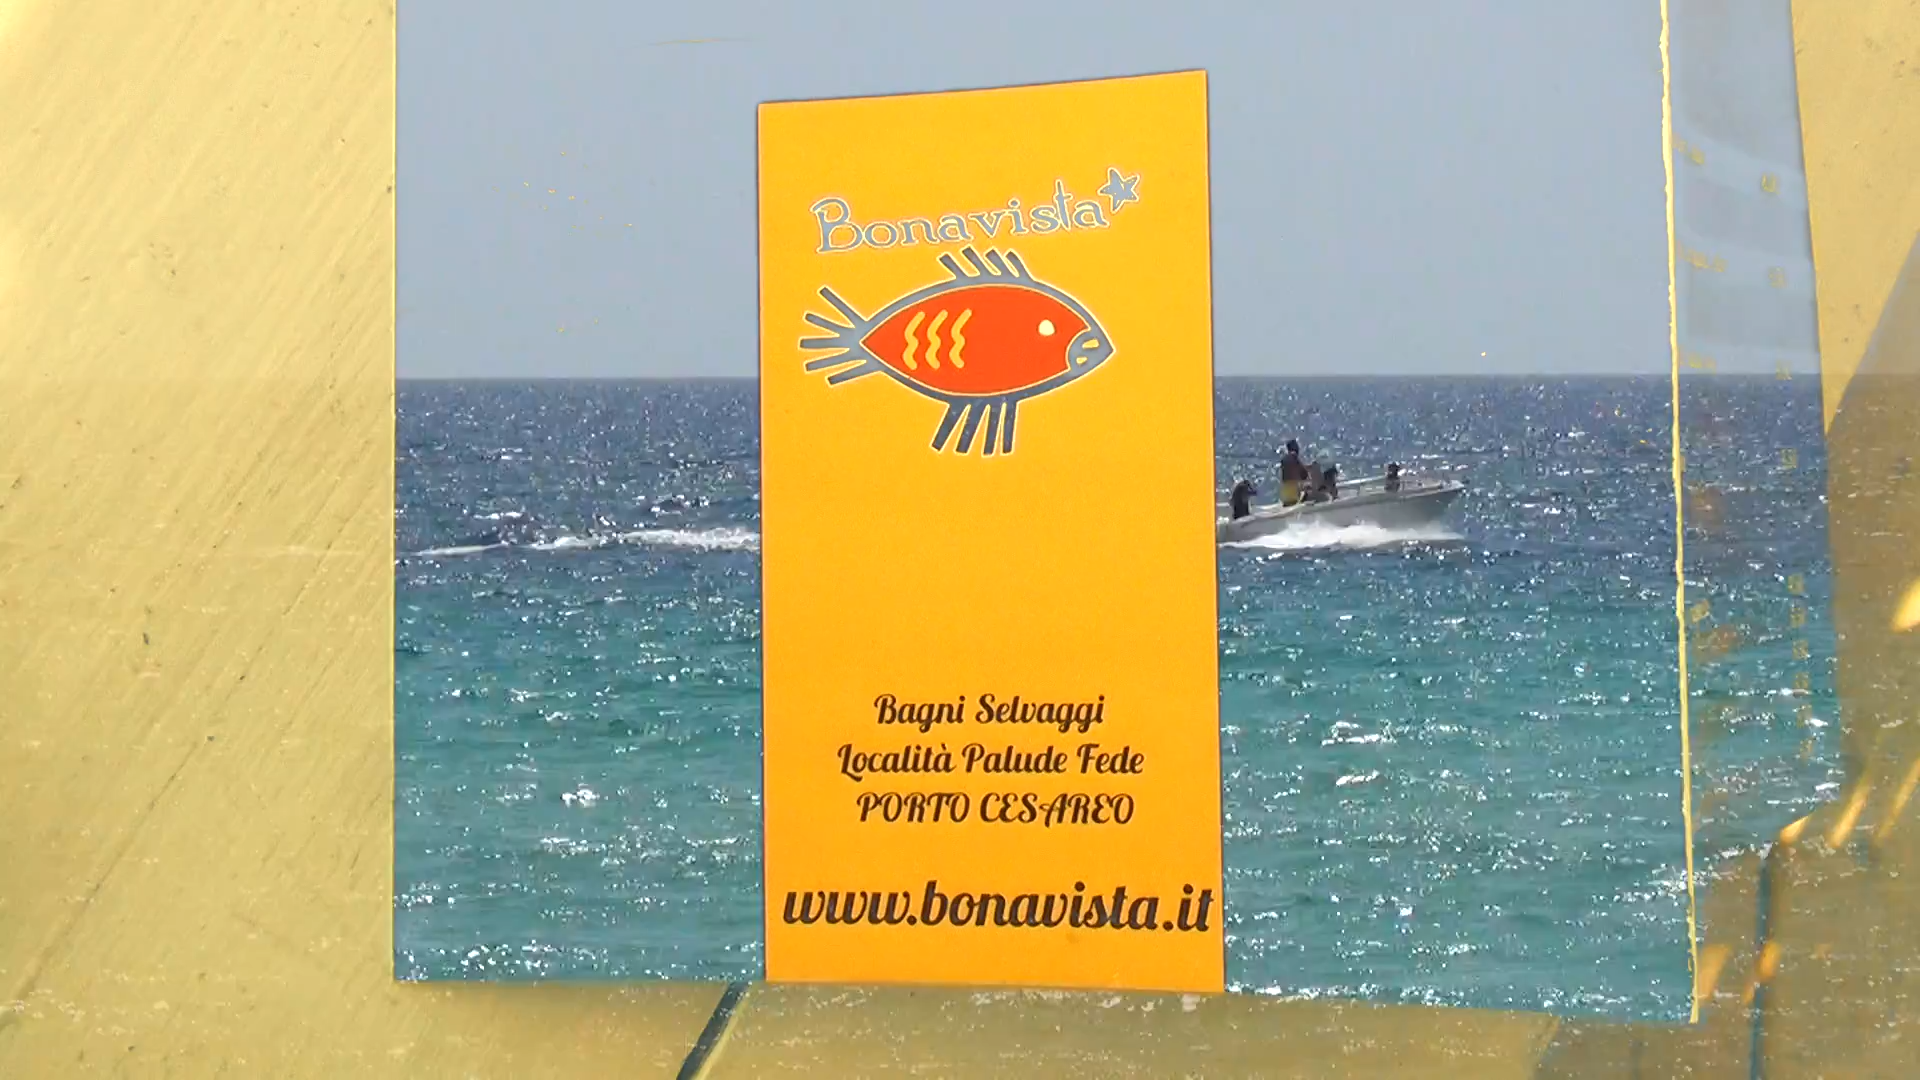 Bonavista
Bagni Selvaggi
Località Palude Fede
PORTO CESAREO
www.bonavista.it